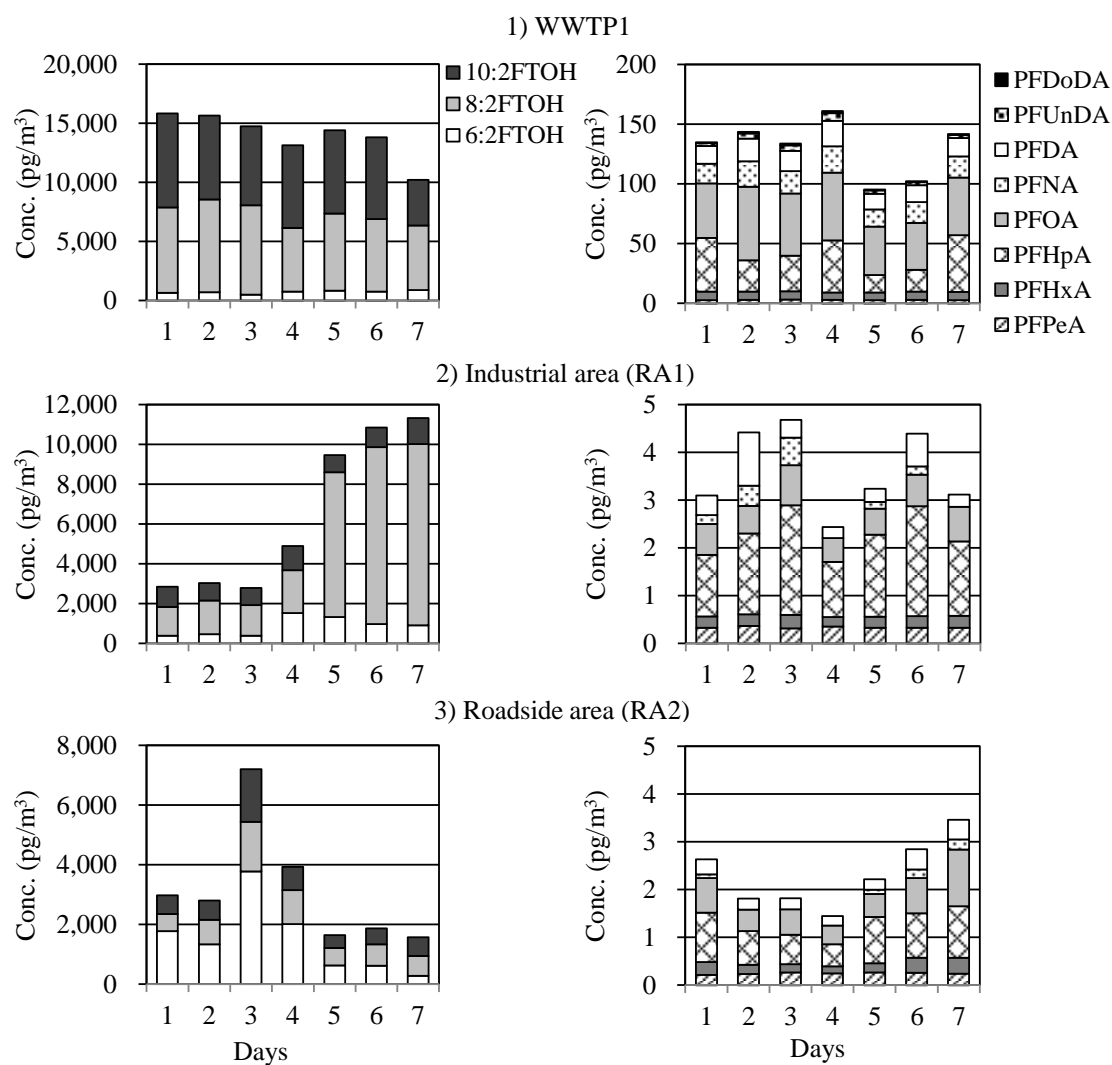 1) WWTP1
Conc. (pg/m³)
20,000
15,000
10,000
5,000
0
1 2 3 4 5 6 7
10:2FTOH
8:2FTOH
6:2FTOH
Conc. (pg/m³)
200
150
100
50
0
1 2 3 4 5 6 7
PFDoDA
PFUnDA
PFDA
PFNA
PFOA
PFHpA
PFHxA
PFPeA
2) Industrial area (RA1)
Conc. (pg/m³)
12,000
10,000
8,000
6,000
4,000
2,000
0
1 2 3 4 5 6 7
Conc. (pg/m³)
5
4
3
2
1
0
1 2 3 4 5 6 7
3) Roadside area (RA2)
Conc. (pg/m³)
8,000
6,000
4,000
2,000
0
1 2 3 4 5 6 7
Days
Conc. (pg/m³)
5
4
3
2
1
0
1 2 3 4 5 6 7
Days